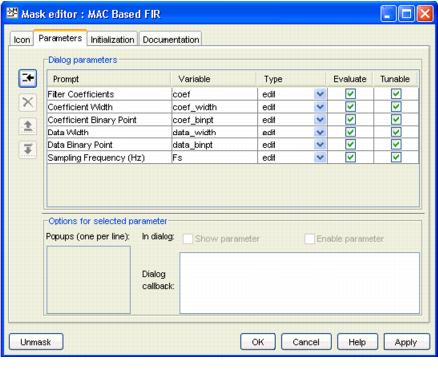 Mask editor : MAC Based FIR
Icon Parameters Initialization Documentation
Dialog parameters
Prompt Variable Type Evaluate Tunable
Filter Coefficients coef edit
Coefficient Width coef_width edit
Coefficient Binary Point coef_binpt edit
Data Width data_width edit
Data Binary Point data_binpt edit
Sampling Frequency (Hz) Fs edit
Options for selected parameter
Popups (one per line): In dialog: Show parameter Enable parameter
Dialog
callback:
Unmask OK Cancel Help Apply